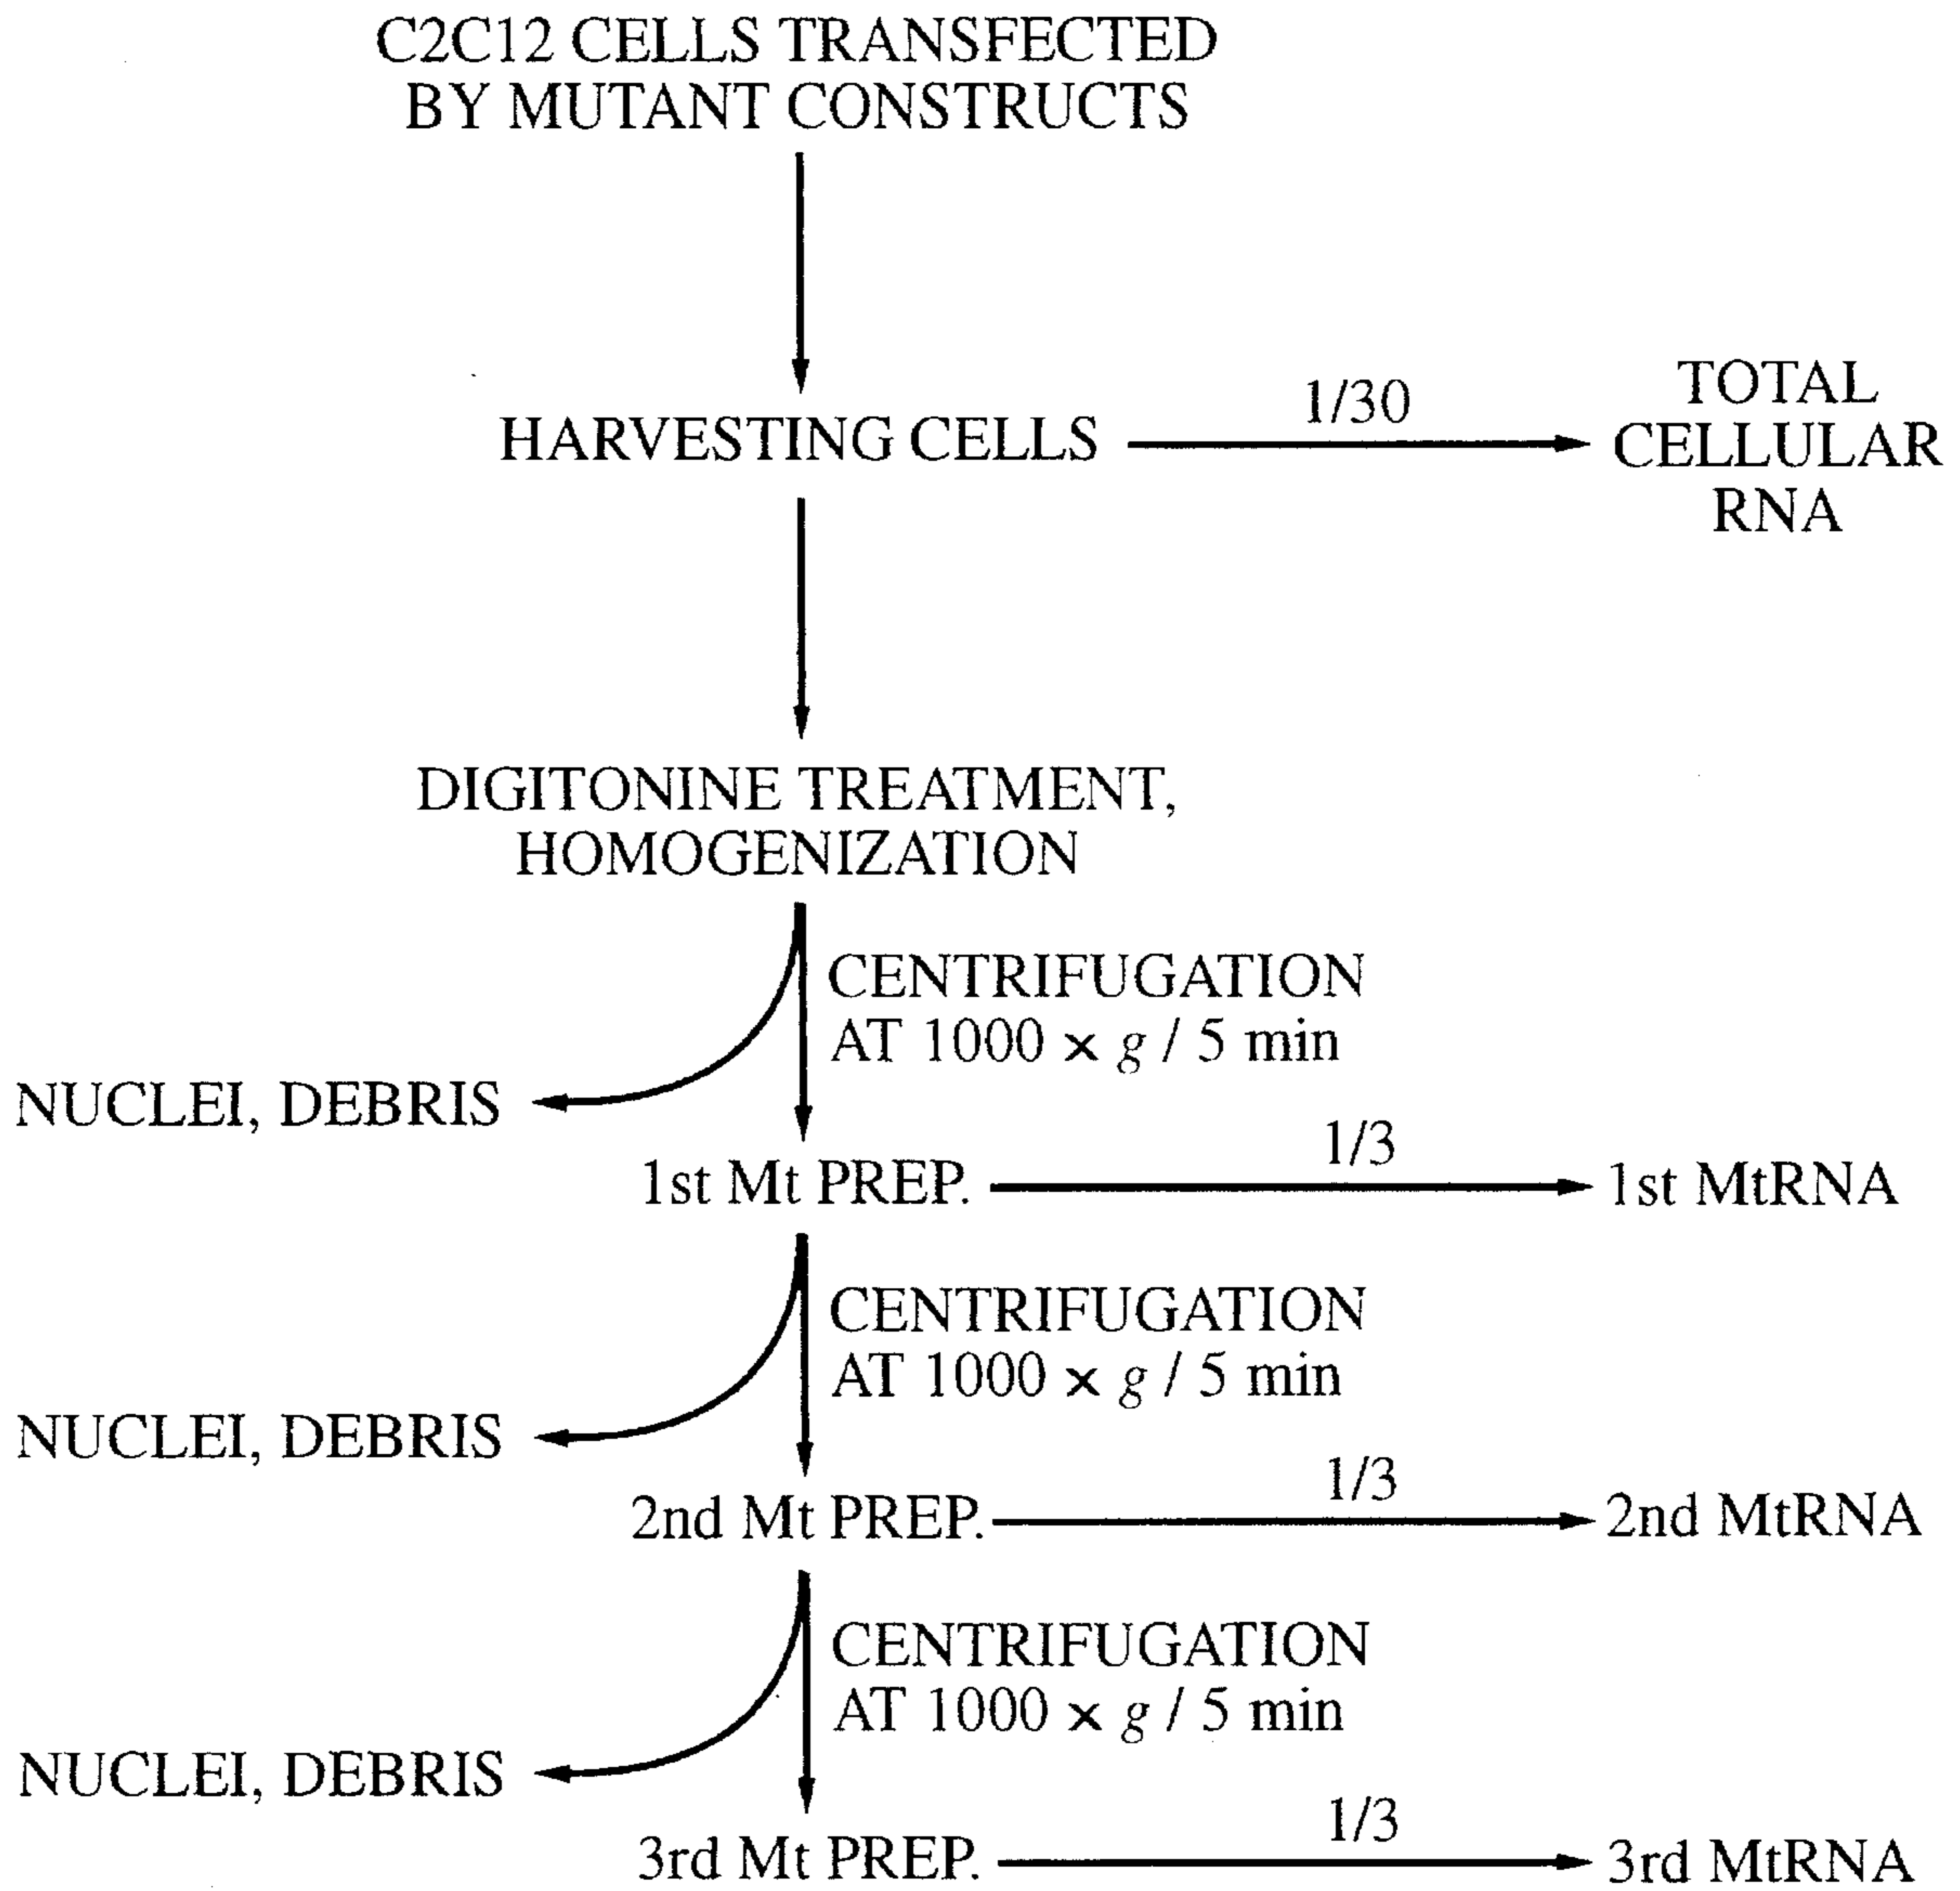 C2C12 CELLS TRANSFECTED
BY MUTANT CONSTRUCTS
HARVESTING CELLS
1/30
TOTAL
CELLULAR
RNA
DIGITONINE TREATMENT,
HOMOGENIZATION
CENTRIFUGATION
AT 1000 × g / 5 min
NUCLEI, DEBRIS
1st Mt PREP.
1/3
1st MtRNA
CENTRIFUGATION
AT 1000 × g / 5 min
NUCLEI, DEBRIS
2nd Mt PREP.
1/3
2nd MtRNA
CENTRIFUGATION
AT 1000 × g / 5 min
NUCLEI, DEBRIS
3rd Mt PREP.
1/3
3rd MtRNA